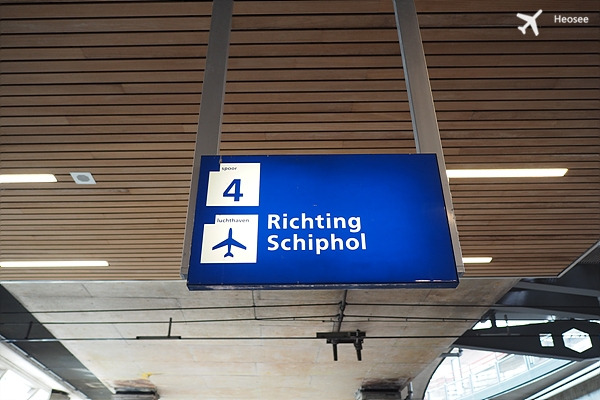 Heosee
spoor
4
luchthaven
Richting
Schiphol